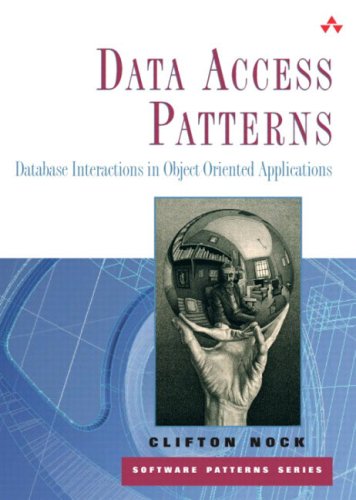 DATA ACCESS
PATTERNS
Database Interactions in Object Oriented Applications
CLIFTON NOCK
SOFTWARE PATTERNS SERIES